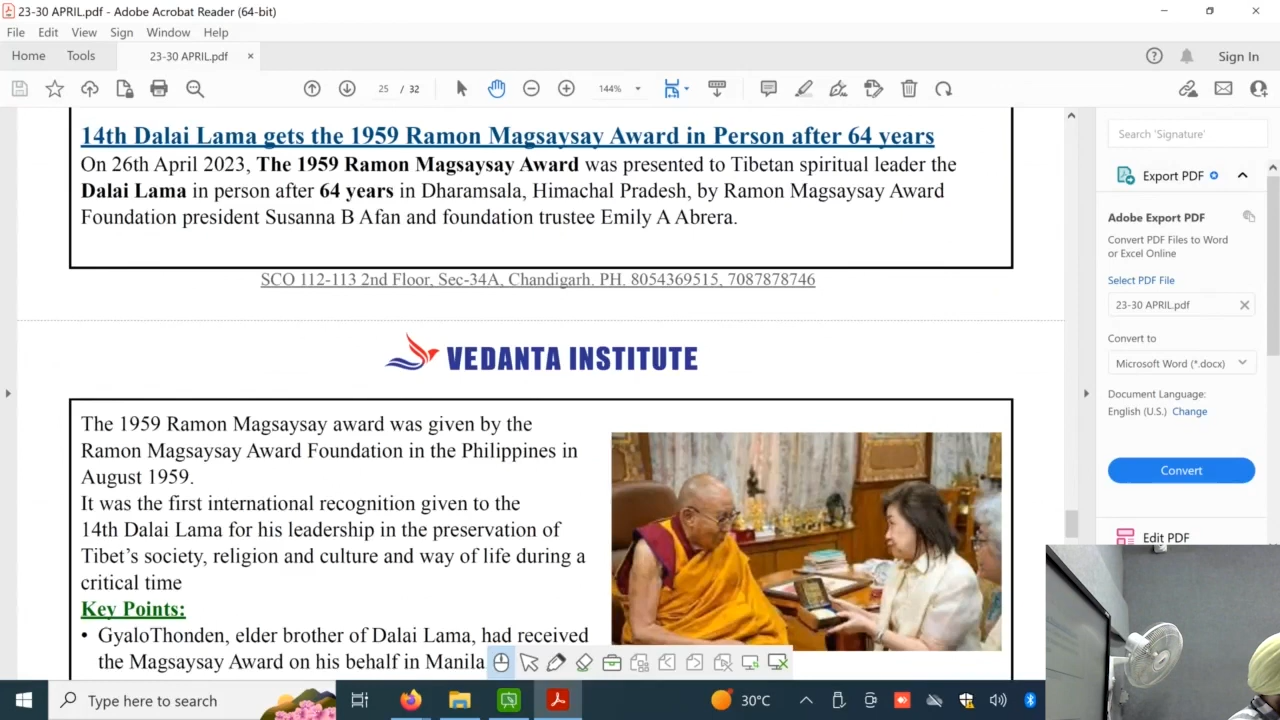 23-30 APRIL.pdf - Adobe Acrobat Reader (64-bit)
File Edit View Sign Window Help
Home Tools 23-30 APRIL.pdf × Sign In
25 / 32 144%
14th Dalai Lama gets the 1959 Ramon Magsaysay Award in Person after 64 years
On 26th April 2023, The 1959 Ramon Magsaysay Award was presented to Tibetan spiritual leader the
Dalai Lama in person after 64 years in Dharamsala, Himachal Pradesh, by Ramon Magsaysay Award
Foundation president Susanna B Afan and foundation trustee Emily A Abrera.
SCO 112-113 2nd Floor, Sec-34A, Chandigarh. PH. 8054369515, 7087878746
VEDANTA INSTITUTE
The 1959 Ramon Magsaysay award was given by the
Ramon Magsaysay Award Foundation in the Philippines in
August 1959.
It was the first international recognition given to the
14th Dalai Lama for his leadership in the preservation of
Tibet's society, religion and culture and way of life during a
critical time
Key Points:
• GyaloThonden, elder brother of Dalai Lama, had received
the Magsaysay Award on his behalf in Manila
Search 'Signature'
Export PDF
Adobe Export PDF
Convert PDF Files to Word
or Excel Online
Select PDF File
23-30 APRIL.pdf
Convert to
Microsoft Word (*.docx)
Document Language:
English (U.S.) Change
Convert
Edit PDF
Type here to search
30°C